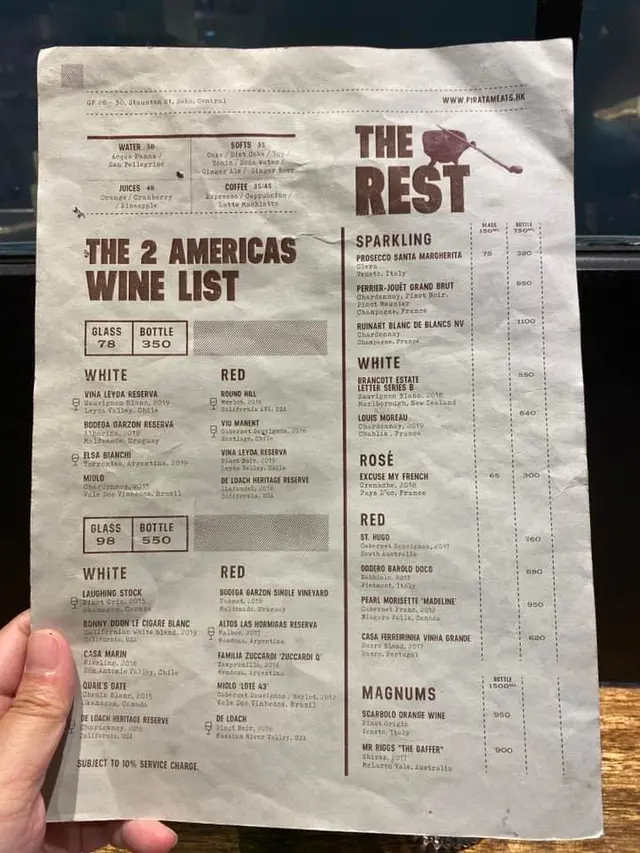 GF 28 - 30, Staunton St, Soho, Central
WWW.PIRATAMEATS.HK
WATER 50
Acqua Panna /
San Pellegrino
SOFTS 35
Coke / Diet Coke / 7up /
Tonic / Soda Water /
Ginger Ale / Ginger Beer
JUICES 40
Orange / Cranberry
/ Pineapple
COFFEE 35/45
Espresso / Cappuccino /
Latte Macchiato
THE 2 AMERICAS
WINE LIST
GLASS BOTTLE
78 350
WHITE
VINA LEYDA RESERVA
Sauvignon Blanc, 2019
Leyda Valley, Chile
BODEGA GARZON RESERVA
Maldonado, Uruguay
ELSA BIANCHI
Torrontes, Argentina, 2019
MIOLO
Chardonnay,
Vale Dos Vinhedos, Brazil
RED
ROUND HILL
Merlot,
California AVA, USA
VIU MANENT
Cabernet Sauvignon,
Chile
VINA LEYDA RESERVA
Pinot Noir, 2019
Leyda Valley, Chile
DE LOACH HERITAGE RESERVE
California, USA
GLASS BOTTLE
98 550
WHITE
LAUGHING STOCK
Pinot Gris, 2015
Okanagan, Canada
BONNY DOON LE CIGARE BLANC
Californian White Blend, 2019
California, USA
CASA MARIN
Riesling, 2018
San Antonio Valley, Chile
QUAIL'S GATE
Chenin Blanc, 2015
Okanagan, Canada
DE LOACH HERITAGE RESERVE
Chardonnay,
California, USA
RED
BODEGA GARZON SINGLE VINEYARD
Tannat, 2018
Maldonado, Uruguay
ALTOS LAS HORMIGAS RESERVA
Malbec, 2017
Mendoza, Argentina
FAMILIA ZUCCARDI 'ZUCCARDI Q'
Tempranillo,
Mendoza, Argentina
MIOLO 'LOTE 43'
Cabernet Sauvignon / Merlot, 2012
Vale Dos Vinhedos, Brazil
DE LOACH
Pinot Noir,
Russian River Valley, USA
SUBJECT TO 10% SERVICE CHARGE.
THE
REST
GLASS BOTTLE
150ML 750ML
SPARKLING
PROSECCO SANTA MARGHERITA 75 320
Glera
Veneto, Italy
PERRIER-JOUËT GRAND BRUT 850
Chardonnay, Pinot Noir,
Pinot Meunier
Champagne, France
RUINART BLANC DE BLANCS NV 1100
Chardonnay
Champagne, France
WHITE
BRANCOTT ESTATE 550
LETTER SERIES B
Sauvignon Blanc, 2018
Marlborough, New Zealand
LOUIS MOREAU 640
Chardonnay, 2019
Chablis, France
ROSÉ
EXCUSE MY FRENCH 65 300
Grenache, 2018
Pays D'oc, France
RED
ST. HUGO 760
Cabernet Sauvignon, 2017
South Australia
ODDERO BAROLO DOCG 880
Nebbiolo,
Piedmont, Italy
PEARL MORISETTE 'MADELINE' 950
Cabernet Franc, 2012
Niagara Falls, Canada
CASA FERREIRINHA VINHA GRANDE 620
Douro Blend, 2017
Douro, Portugal
MAGNUMS
BOTTLE
1500ML
SCARBOLO ORANGE WINE 950
Pinot Grigio
Veneto, Italy
MR RIGGS "THE GAFFER" 900
Shiraz, 2017
McLaren Vale, Australia